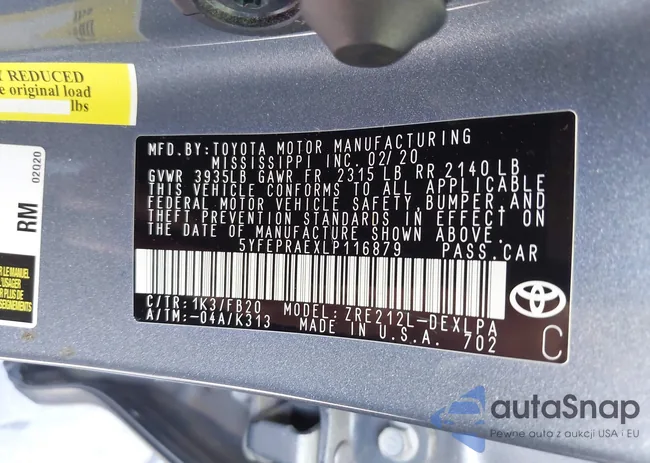 Y REDUCED
e original load
lbs
02020
RM
R LE MANUEL
D'USAGER
MFD.BY:TOYOTA MOTOR MANUFACTURING
MISSISSIPPI INC. 02/20
GVWR 3935LB GAWR FR 2315 LB RR 2140 LB
THIS VEHICLE CONFORMS TO ALL APPLICABLE
FEDERAL MOTOR VEHICLE SAFETY,BUMPER,AND
THEFT PREVENTION STANDARDS IN EFFECT ON
THE DATE OF MANUFACTURE SHOWN ABOVE.
5YFEPRAEXLP116879 PASS.CAR
C/TR: 1K3/FB20 MODEL: ZRE212L-DEXLPA
A/TM:-04A/K313 MADE IN U.S.A. 702
C
autaSnap
Pewne auta z aukcji USA i EU